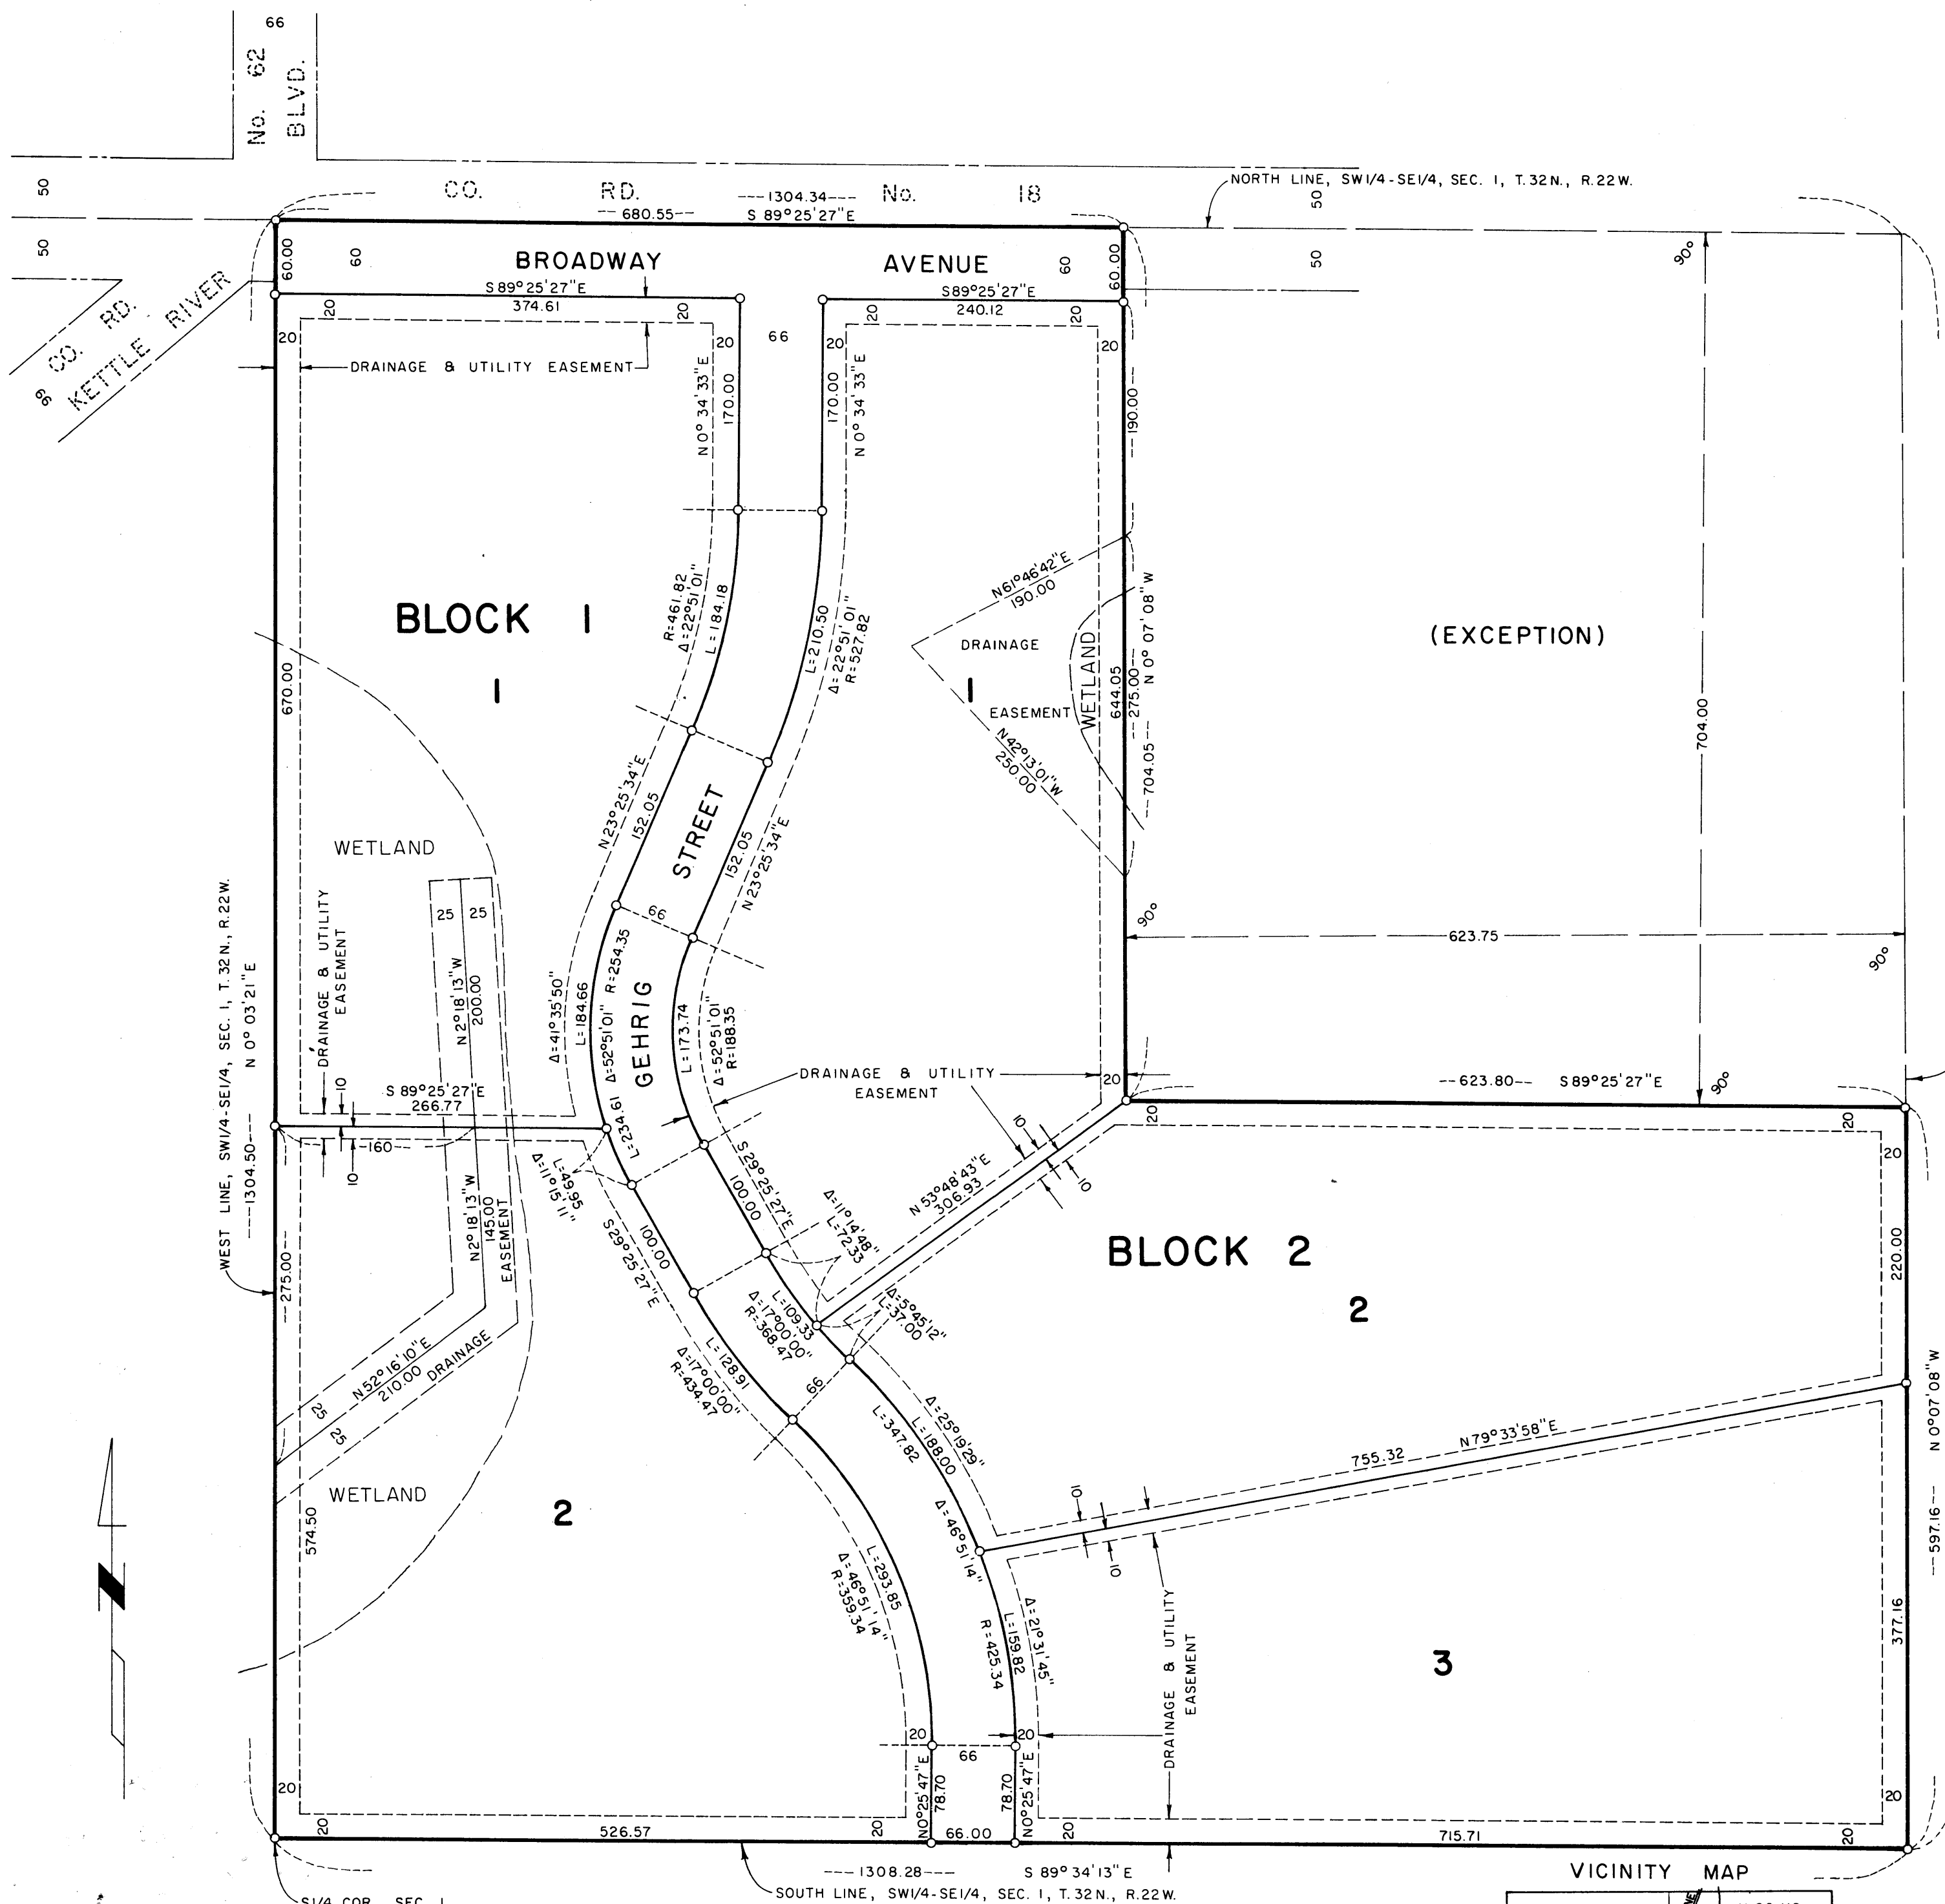 66
No. 62
BLVD.
50
CO. RD. No. 18
---1304.34---
-- 680.55--
S 89°25'27"E
NORTH LINE, SW1/4-SE1/4, SEC. 1, T.32N., R.22W.
50
50
60.00
60
BROADWAY AVENUE
60
60.00
50
90°
CO. RD.
66 KETTLE RIVER
S89°25'27"E
374.61
S89°25'27"E
240.12
20
20
20
20
20
20
66
20
20
DRAINAGE & UTILITY EASEMENT
N 0° 34' 33" E
170.00
170.00
N 0° 34' 33" E
190.00
N61°46'42"E
190.00
BLOCK 1
1
R=461.82
Δ=22°51'01"
L=184.18
L=210.50
Δ=22°51'01"
R=527.82
DRAINAGE
1
EASEMENT
WETLAND
N42°13'01"W
250.00
644.05
275.00--
---704.05--- N 0° 07' 08" W
(EXCEPTION)
704.00
670.00
N23°25'34"E
152.05
STREET
152.05
N23°25'34"E
WETLAND
25
25
66
90°
623.75
90°
WEST LINE, SW1/4-SE1/4, SEC. 1, T.32N., R.22W.
----1304.50--- N 0° 03'21" E
DRAINAGE & UTILITY
EASEMENT
N2°18'13"W
200.00
Δ=41°35'50"
L=184.66
L=234.61 Δ=52°51'01" R=254.35
GEHRIG
L=173.74
Δ=52°51'01"
R=188.35
DRAINAGE & UTILITY
EASEMENT
20
--623.80-- S89°25'27"E
90°
S 89°25'27"E
266.77
10
--160--
10
20
20
20
10
10
N53°48'43"E
306.93
L=49.95
Δ=11°15'11"
S 29°25'27"E
100.00
100.00
S29°25'27"E
Δ=11°14'48"
L=72.33
N2°18'13"W
145.00
EASEMENT
--275.00--
BLOCK 2
2
220.00
L=109.33
Δ=17°00'00"
R=368.47
Δ=5°45'12"
L=37.00
L=128.91
Δ=17°00'00"
R=434.47
66
N52°16'10"E
210.00 DRAINAGE
25
25
WETLAND
574.50
2
Δ=25°19'29"
L=188.00
L=347.82
Δ=46°51'14"
755.32 N79°33'58"E
10
10
N 0°07'08"W
---597.16---
L=293.85
Δ=46°51'14"
R=359.34
Δ=21°31'45"
L=159.82
R=425.34
DRAINAGE & UTILITY
EASEMENT
3
377.16
20
20
66
20
20
N0°25'47"E
78.70
78.70
N0°25'47"E
20
526.57
20
66.00
20
715.71
20
--- 1308.28--- S 89°34'13"E
SOUTH LINE, SW1/4-SE1/4, SEC. 1, T.32N., R.22W.
S1/4 COR. SEC. 1
VICINITY MAP
N